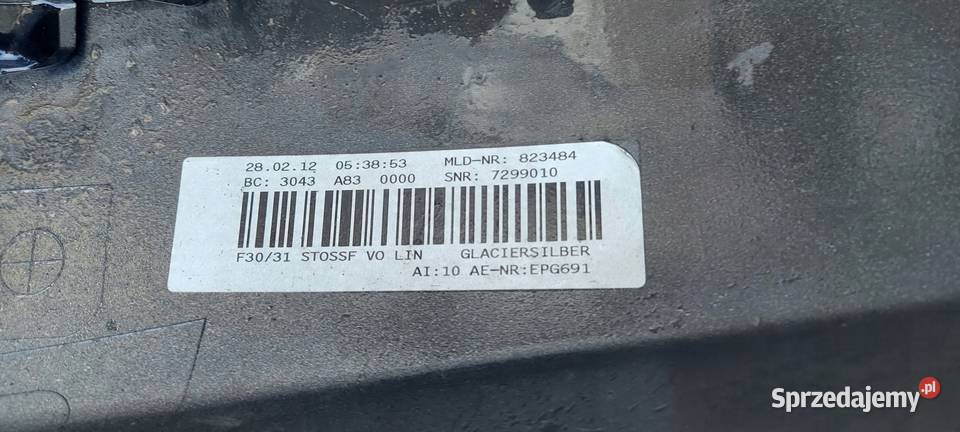 28.02.12 05:38:53 MLD-NR: 823484
BC: 3043 A83 0000 SNR: 7299010
F30/31 STOSSF VO LIN GLACIERSILBER
AI:10 AE-NR:EPG691
Sprzedajemy.pl